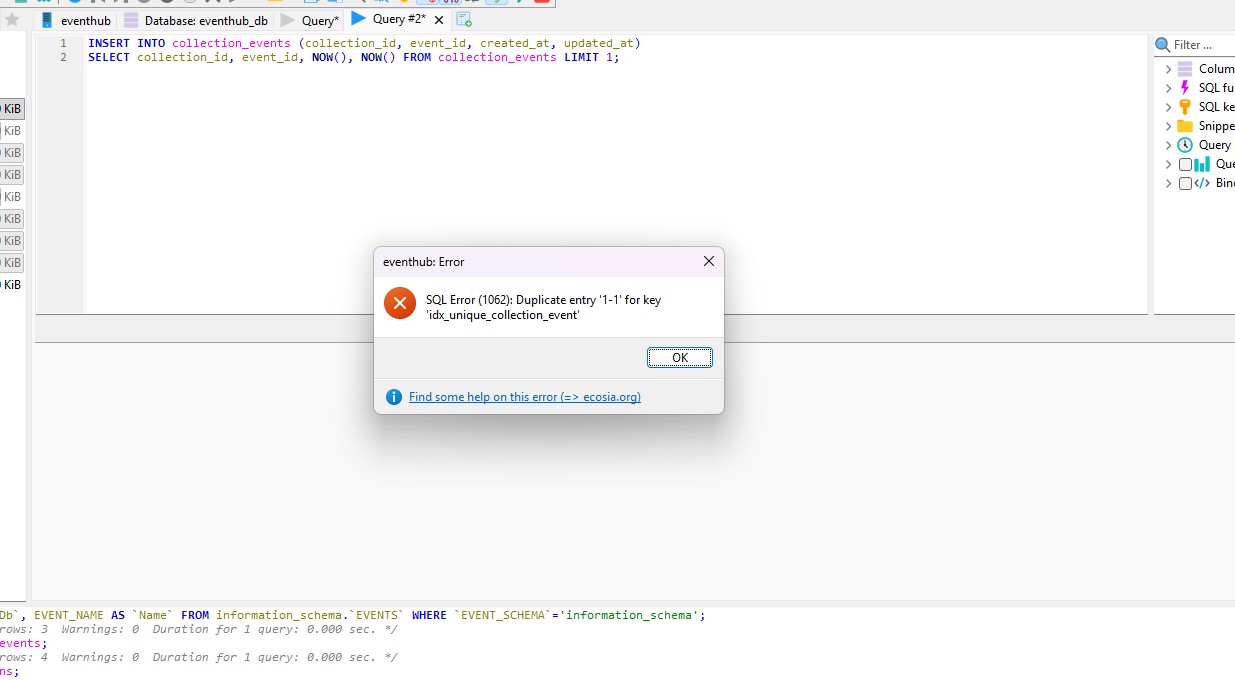 eventhub
Database: eventhub_db
Query*
Query #2*
1 INSERT INTO collection_events (collection_id, event_id, created_at, updated_at)
2 SELECT collection_id, event_id, NOW(), NOW() FROM collection_events LIMIT 1;
Filter ...
Colum
SQL fu
SQL ke
Snippe
Query
Que
Bind
KiB
KiB
KiB
KiB
KiB
KiB
KiB
KiB
KiB
eventhub: Error
SQL Error (1062): Duplicate entry '1-1' for key
'idx_unique_collection_event'
OK
Find some help on this error (=> ecosia.org)
Db`, EVENT_NAME AS `Name` FROM information_schema.`EVENTS` WHERE `EVENT_SCHEMA`='information_schema';
rows: 3 Warnings: 0 Duration for 1 query: 0.000 sec. */
events;
rows: 4 Warnings: 0 Duration for 1 query: 0.000 sec. */
ns;